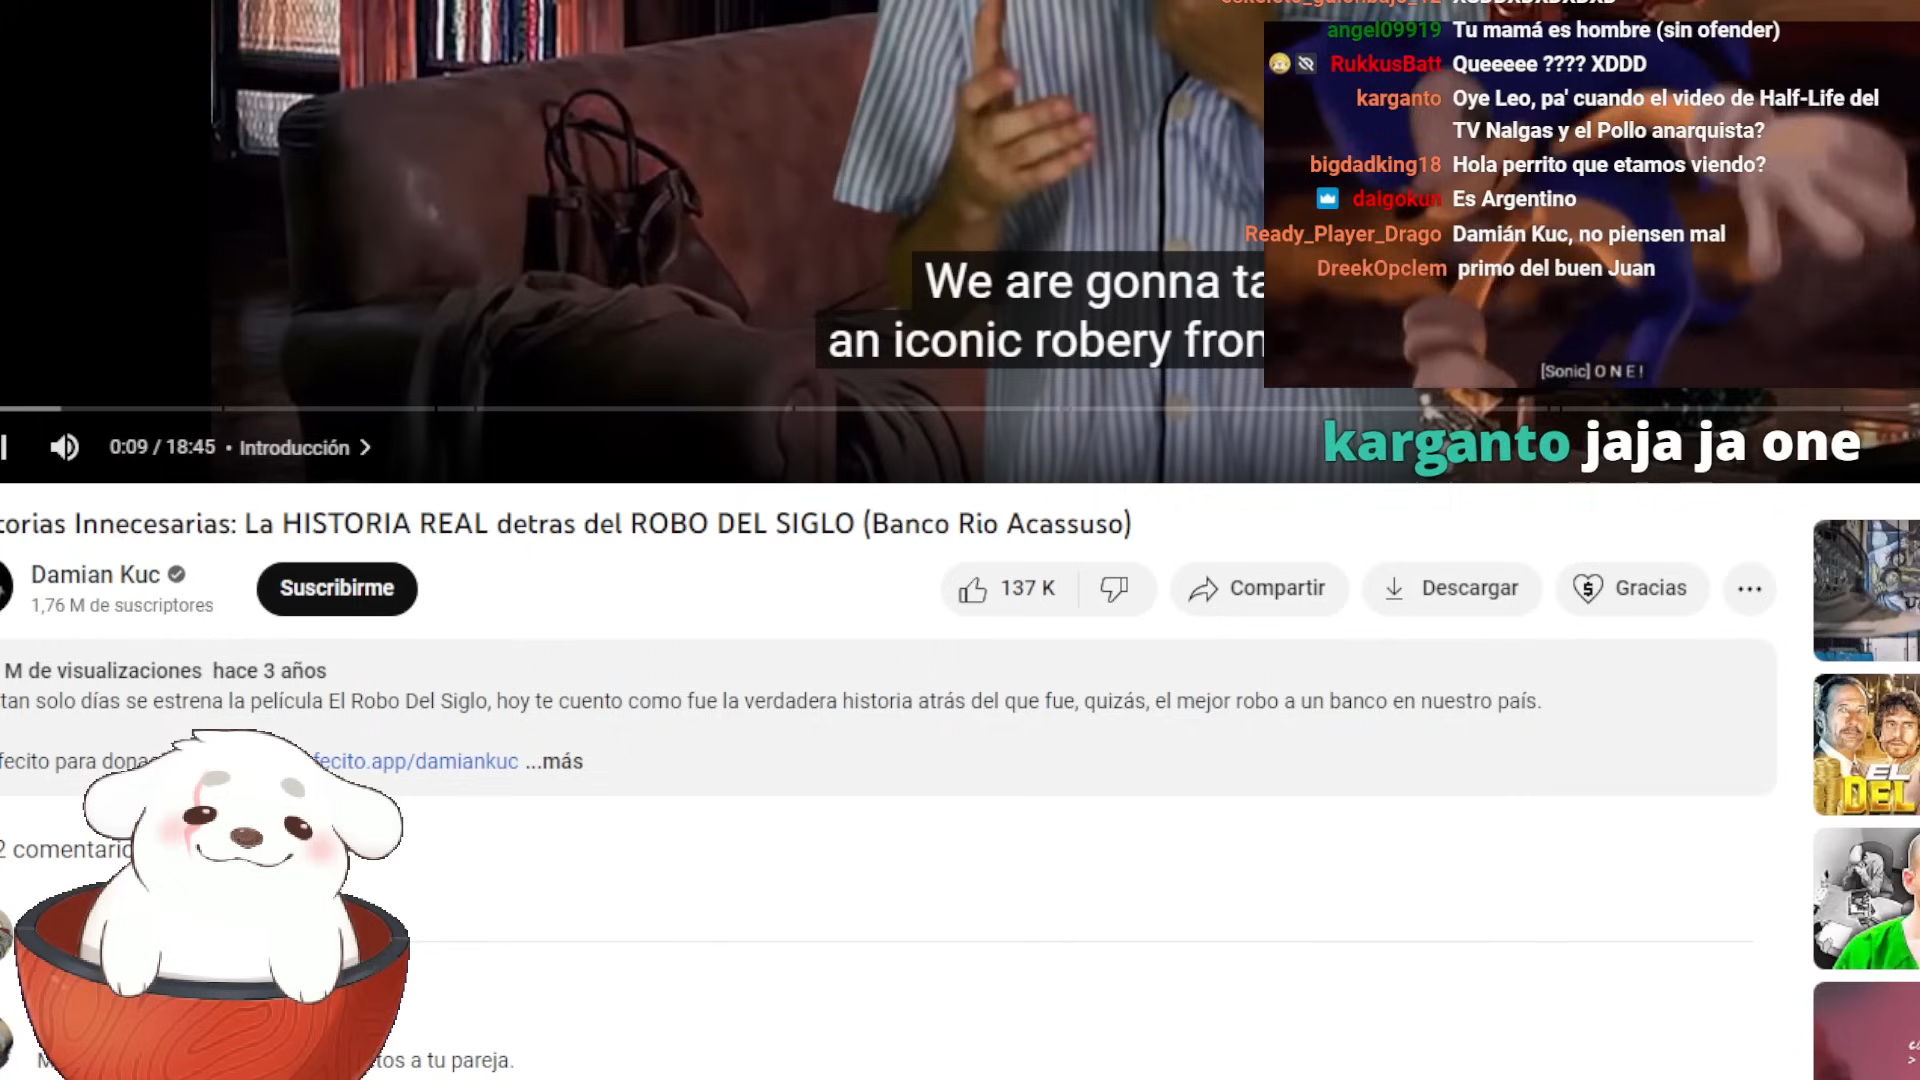 angel09919 Tu mamá es hombre (sin ofender)
RukkusBatt Queeeee ???? XDDD
karganto Oye Leo, pa' cuando el video de Half-Life del
TV Nalgas y el Pollo anarquista?
bigdadking18 Hola perrito que etamos viendo?
daigokun Es Argentino
Ready_Player_Drago Damián Kuc, no piensen mal
DreekOpclem primo del buen Juan
We are gonna ta
an iconic robery from
[Sonic] O N E !
karganto jaja ja one
0:09 / 18:45 • Introducción
torias Innecesarias: La HISTORIA REAL detras del ROBO DEL SIGLO (Banco Rio Acassuso)
Damian Kuc
1,76 M de suscriptores
Suscribirme
137 K
Compartir
Descargar
Gracias
M de visualizaciones hace 3 años
tan solo días se estrena la película El Robo Del Siglo, hoy te cuento como fue la verdadera historia atrás del que fue, quizás, el mejor robo a un banco en nuestro país.
fecito para dona
fecito.app/damiankuc ...más
2 comentario
EL
DEL
tos a tu pareja.